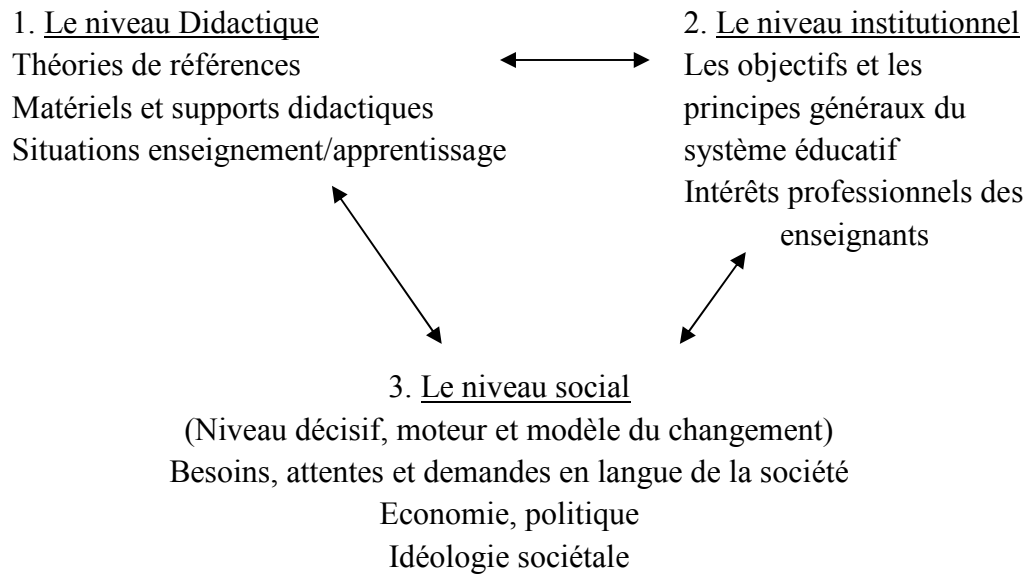 1. Le niveau Didactique
Théories de références
Matériels et supports didactiques
Situations enseignement/apprentissage
2. Le niveau institutionnel
Les objectifs et les
principes généraux du
système éducatif
Intérêts professionnels des
enseignants
3. Le niveau social
(Niveau décisif, moteur et modèle du changement)
Besoins, attentes et demandes en langue de la société
Economie, politique
Idéologie sociétale